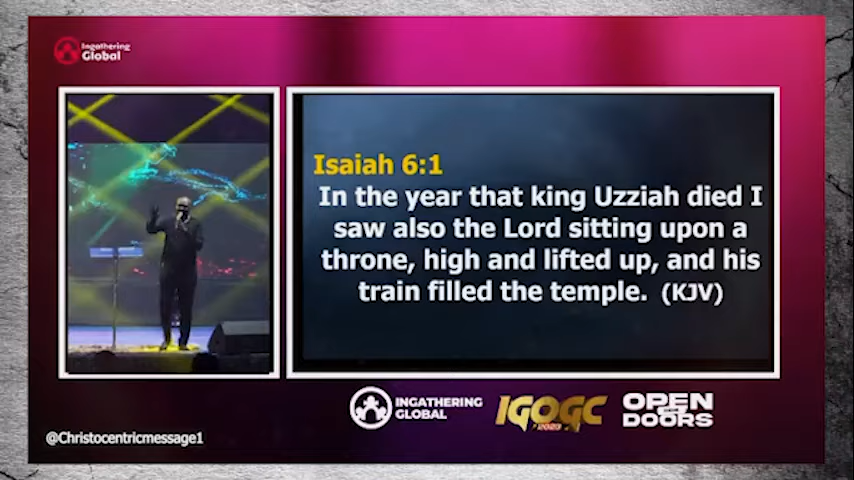 Ingathering
Global
Isaiah 6:1
In the year that king Uzziah died I
saw also the Lord sitting upon a
throne, high and lifted up, and his
train filled the temple. (KJV)
INGATHERING
GLOBAL
IGOGC
2023
OPEN
DOORS
@Christocentricmessage1